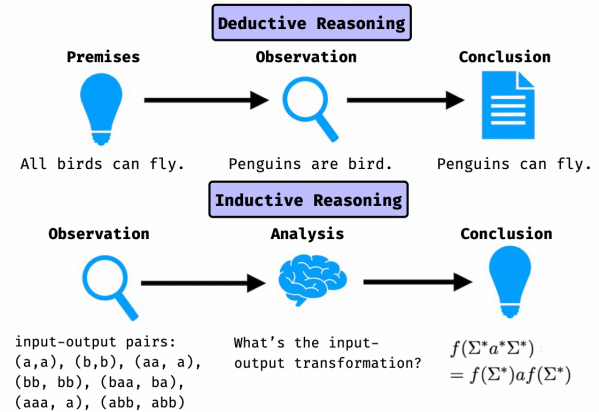 Deductive Reasoning
Premises Observation Conclusion
All birds can fly. Penguins are bird. Penguins can fly.
Inductive Reasoning
Observation Analysis Conclusion
input-output pairs:
(a,a), (b,b), (aa, a),
(bb, bb), (baa, ba),
(aaa, a), (abb, abb)
What's the input-
output transformation?
f(Σ*a*Σ*)
= f(Σ*)af(Σ*)